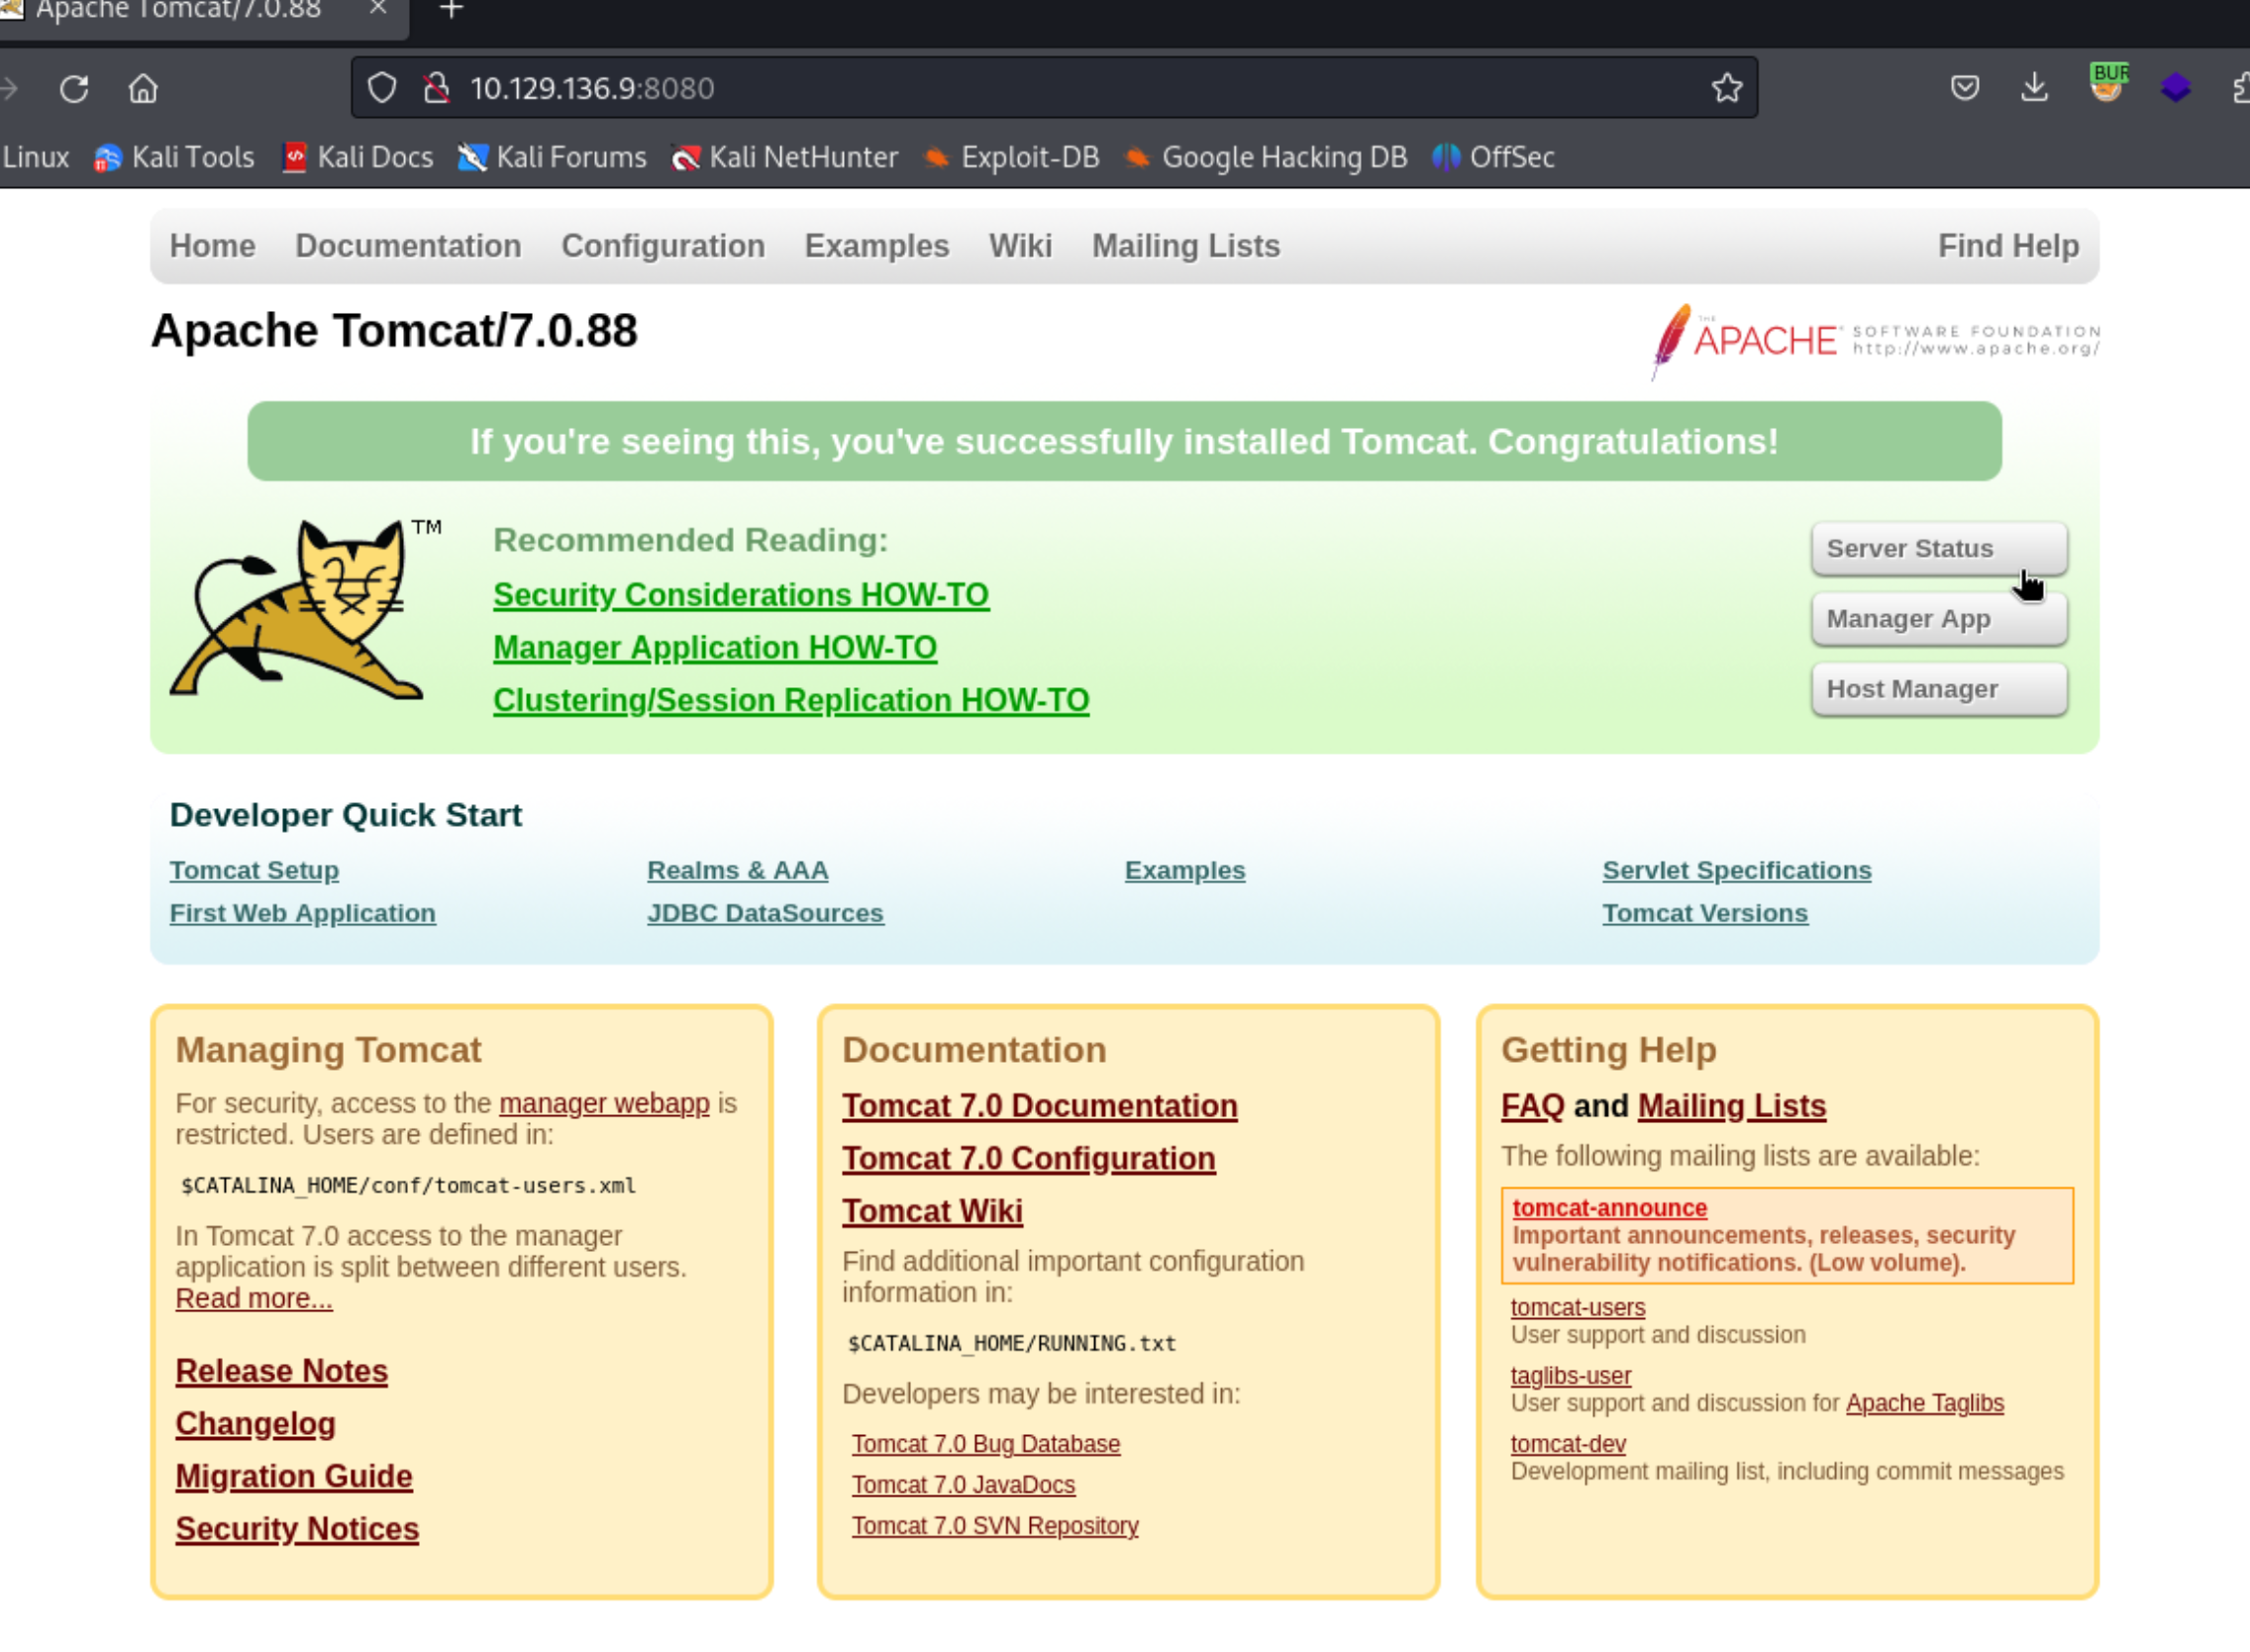 Apache Tomcat/7.0.88
10.129.136.9:8080
BUR
Linux Kali Tools Kali Docs Kali Forums Kali NetHunter Exploit-DB Google Hacking DB OffSec
Home Documentation Configuration Examples Wiki Mailing Lists Find Help
Apache Tomcat/7.0.88
THE
APACHE SOFTWARE FOUNDATION
http://www.apache.org/
If you're seeing this, you've successfully installed Tomcat. Congratulations!
TM
Recommended Reading:
Security Considerations HOW-TO
Manager Application HOW-TO
Clustering/Session Replication HOW-TO
Server Status
Manager App
Host Manager
Developer Quick Start
Tomcat Setup Realms & AAA Examples Servlet Specifications
First Web Application JDBC DataSources Tomcat Versions
Managing Tomcat
For security, access to the manager webapp is
restricted. Users are defined in:
$CATALINA_HOME/conf/tomcat-users.xml
In Tomcat 7.0 access to the manager
application is split between different users.
Read more...
Release Notes
Changelog
Migration Guide
Security Notices
Documentation
Tomcat 7.0 Documentation
Tomcat 7.0 Configuration
Tomcat Wiki
Find additional important configuration
information in:
$CATALINA_HOME/RUNNING.txt
Developers may be interested in:
Tomcat 7.0 Bug Database
Tomcat 7.0 JavaDocs
Tomcat 7.0 SVN Repository
Getting Help
FAQ and Mailing Lists
The following mailing lists are available:
tomcat-announce
Important announcements, releases, security
vulnerability notifications. (Low volume).
tomcat-users
User support and discussion
taglibs-user
User support and discussion for Apache Taglibs
tomcat-dev
Development mailing list, including commit messages